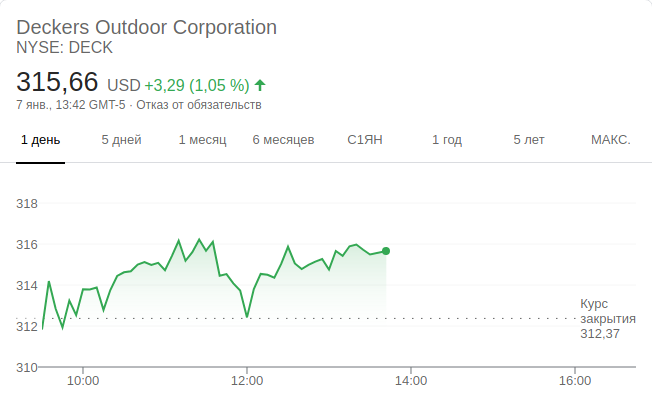 Deckers Outdoor Corporation
NYSE: DECK
315,66 USD +3,29 (1,05 %)
7 янв., 13:42 GMT-5 · Отказ от обязательств
1 день 5 дней 1 месяц 6 месяцев С1ЯН 1 год 5 лет МАКС.
318
316
314
Курс
312
закрытия
312,37
310
10:00 12:00 14:00 16:00